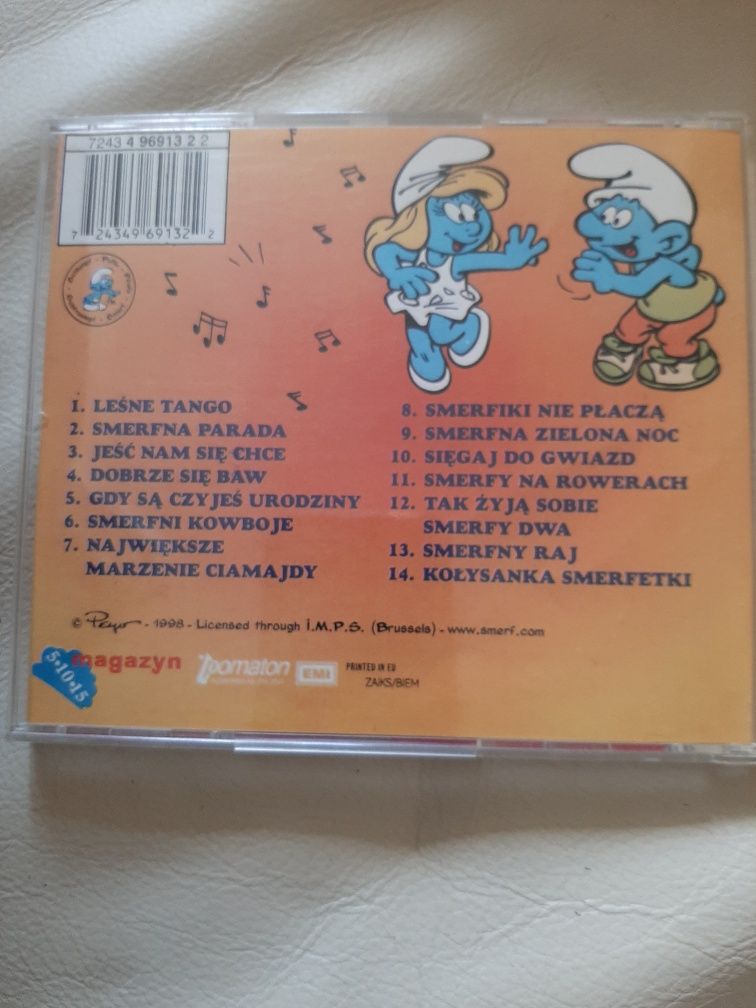 7243 4 96913 2 2
7 24349 69132 2
1. LEŚNE TANGO
2. SMERFNA PARADA
3. JEŚĆ NAM SIĘ CHCE
4. DOBRZE SIĘ BAW
5. GDY SĄ CZYJEŚ URODZINY
6. SMERFNI KOWBOJE
7. NAJWIĘKSZE
MARZENIE CIAMAJDY
8. SMERFIKI NIE PŁACZĄ
9. SMERFNA ZIELONA NOC
10. SIĘGAJ DO GWIAZD
11. SMERFY NA ROWERACH
12. TAK ŻYJĄ SOBIE
SMERFY DWA
13. SMERFNY RAJ
14. KOŁYSANKA SMERFETKI
© Peyo - 1998 - Licensed through I.M.P.S. (Brussels) - www.smerf.com
5•10•15
magazyn
pomaton
EMI
PRINTED IN EU
ZAIKS/BIEM